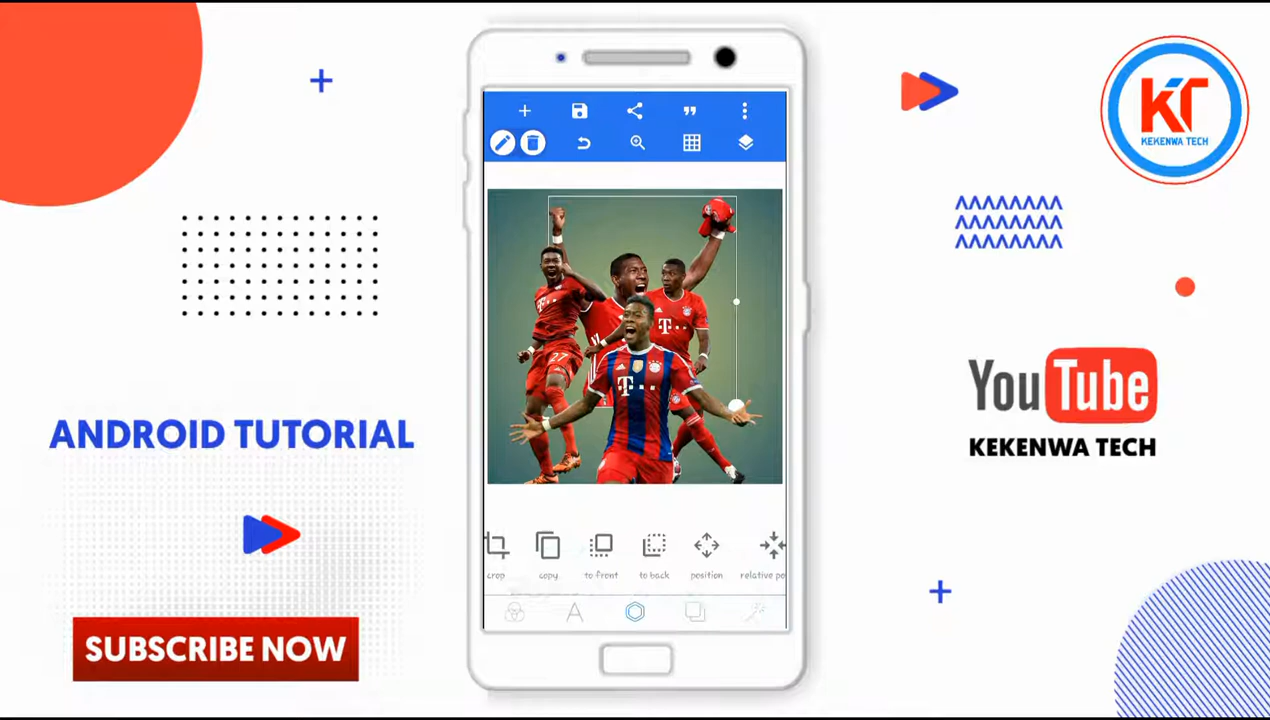 KT
KEKENWA TECH
27
T
T
T
ANDROID TUTORIAL
YouTube
KEKENWA TECH
crop
copy
to front
to back
position
relative po
A
SUBSCRIBE NOW